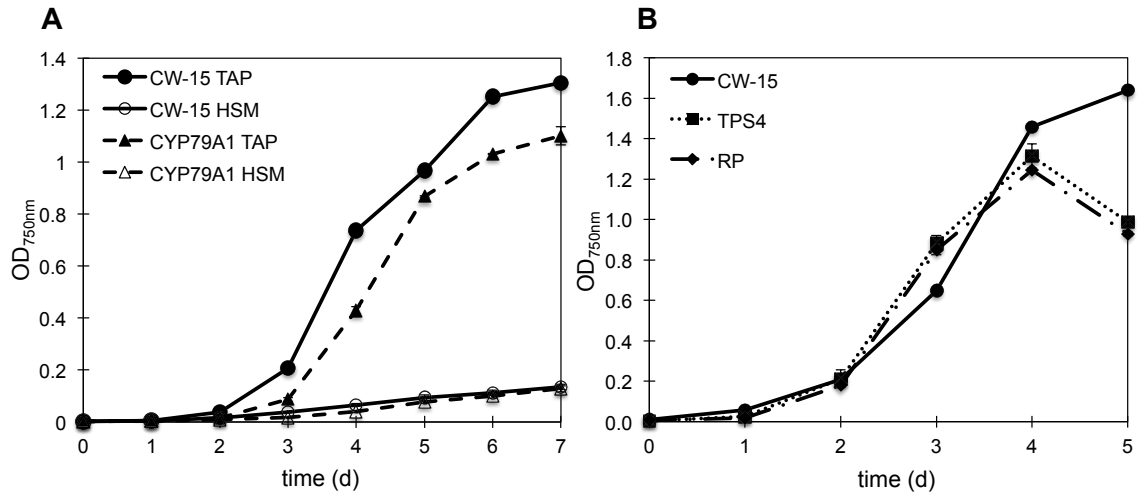 A
CW-15 TAP
CW-15 HSM
CYP79A1 TAP
CYP79A1 HSM
1.4
1.2
1
0.8
0.6
0.4
0.2
0
OD750nm
0 1 2 3 4 5 6 7
time (d)
B
CW-15
TPS4
RP
1.8
1.6
1.4
1.2
1.0
0.8
0.6
0.4
0.2
0.0
OD750nm
0 1 2 3 4 5
time (d)